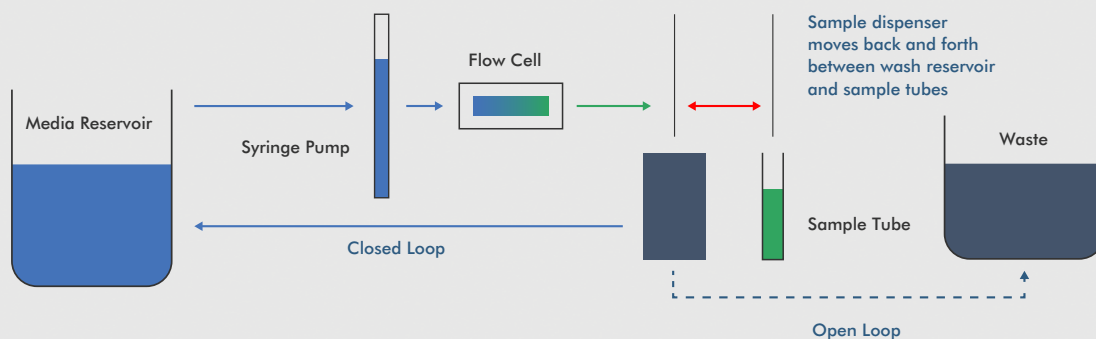 Sample dispenser
moves back and forth
between wash reservoir
and sample tubes
Flow Cell
Media Reservoir
Syringe Pump
Waste
Sample Tube
Closed Loop
Open Loop